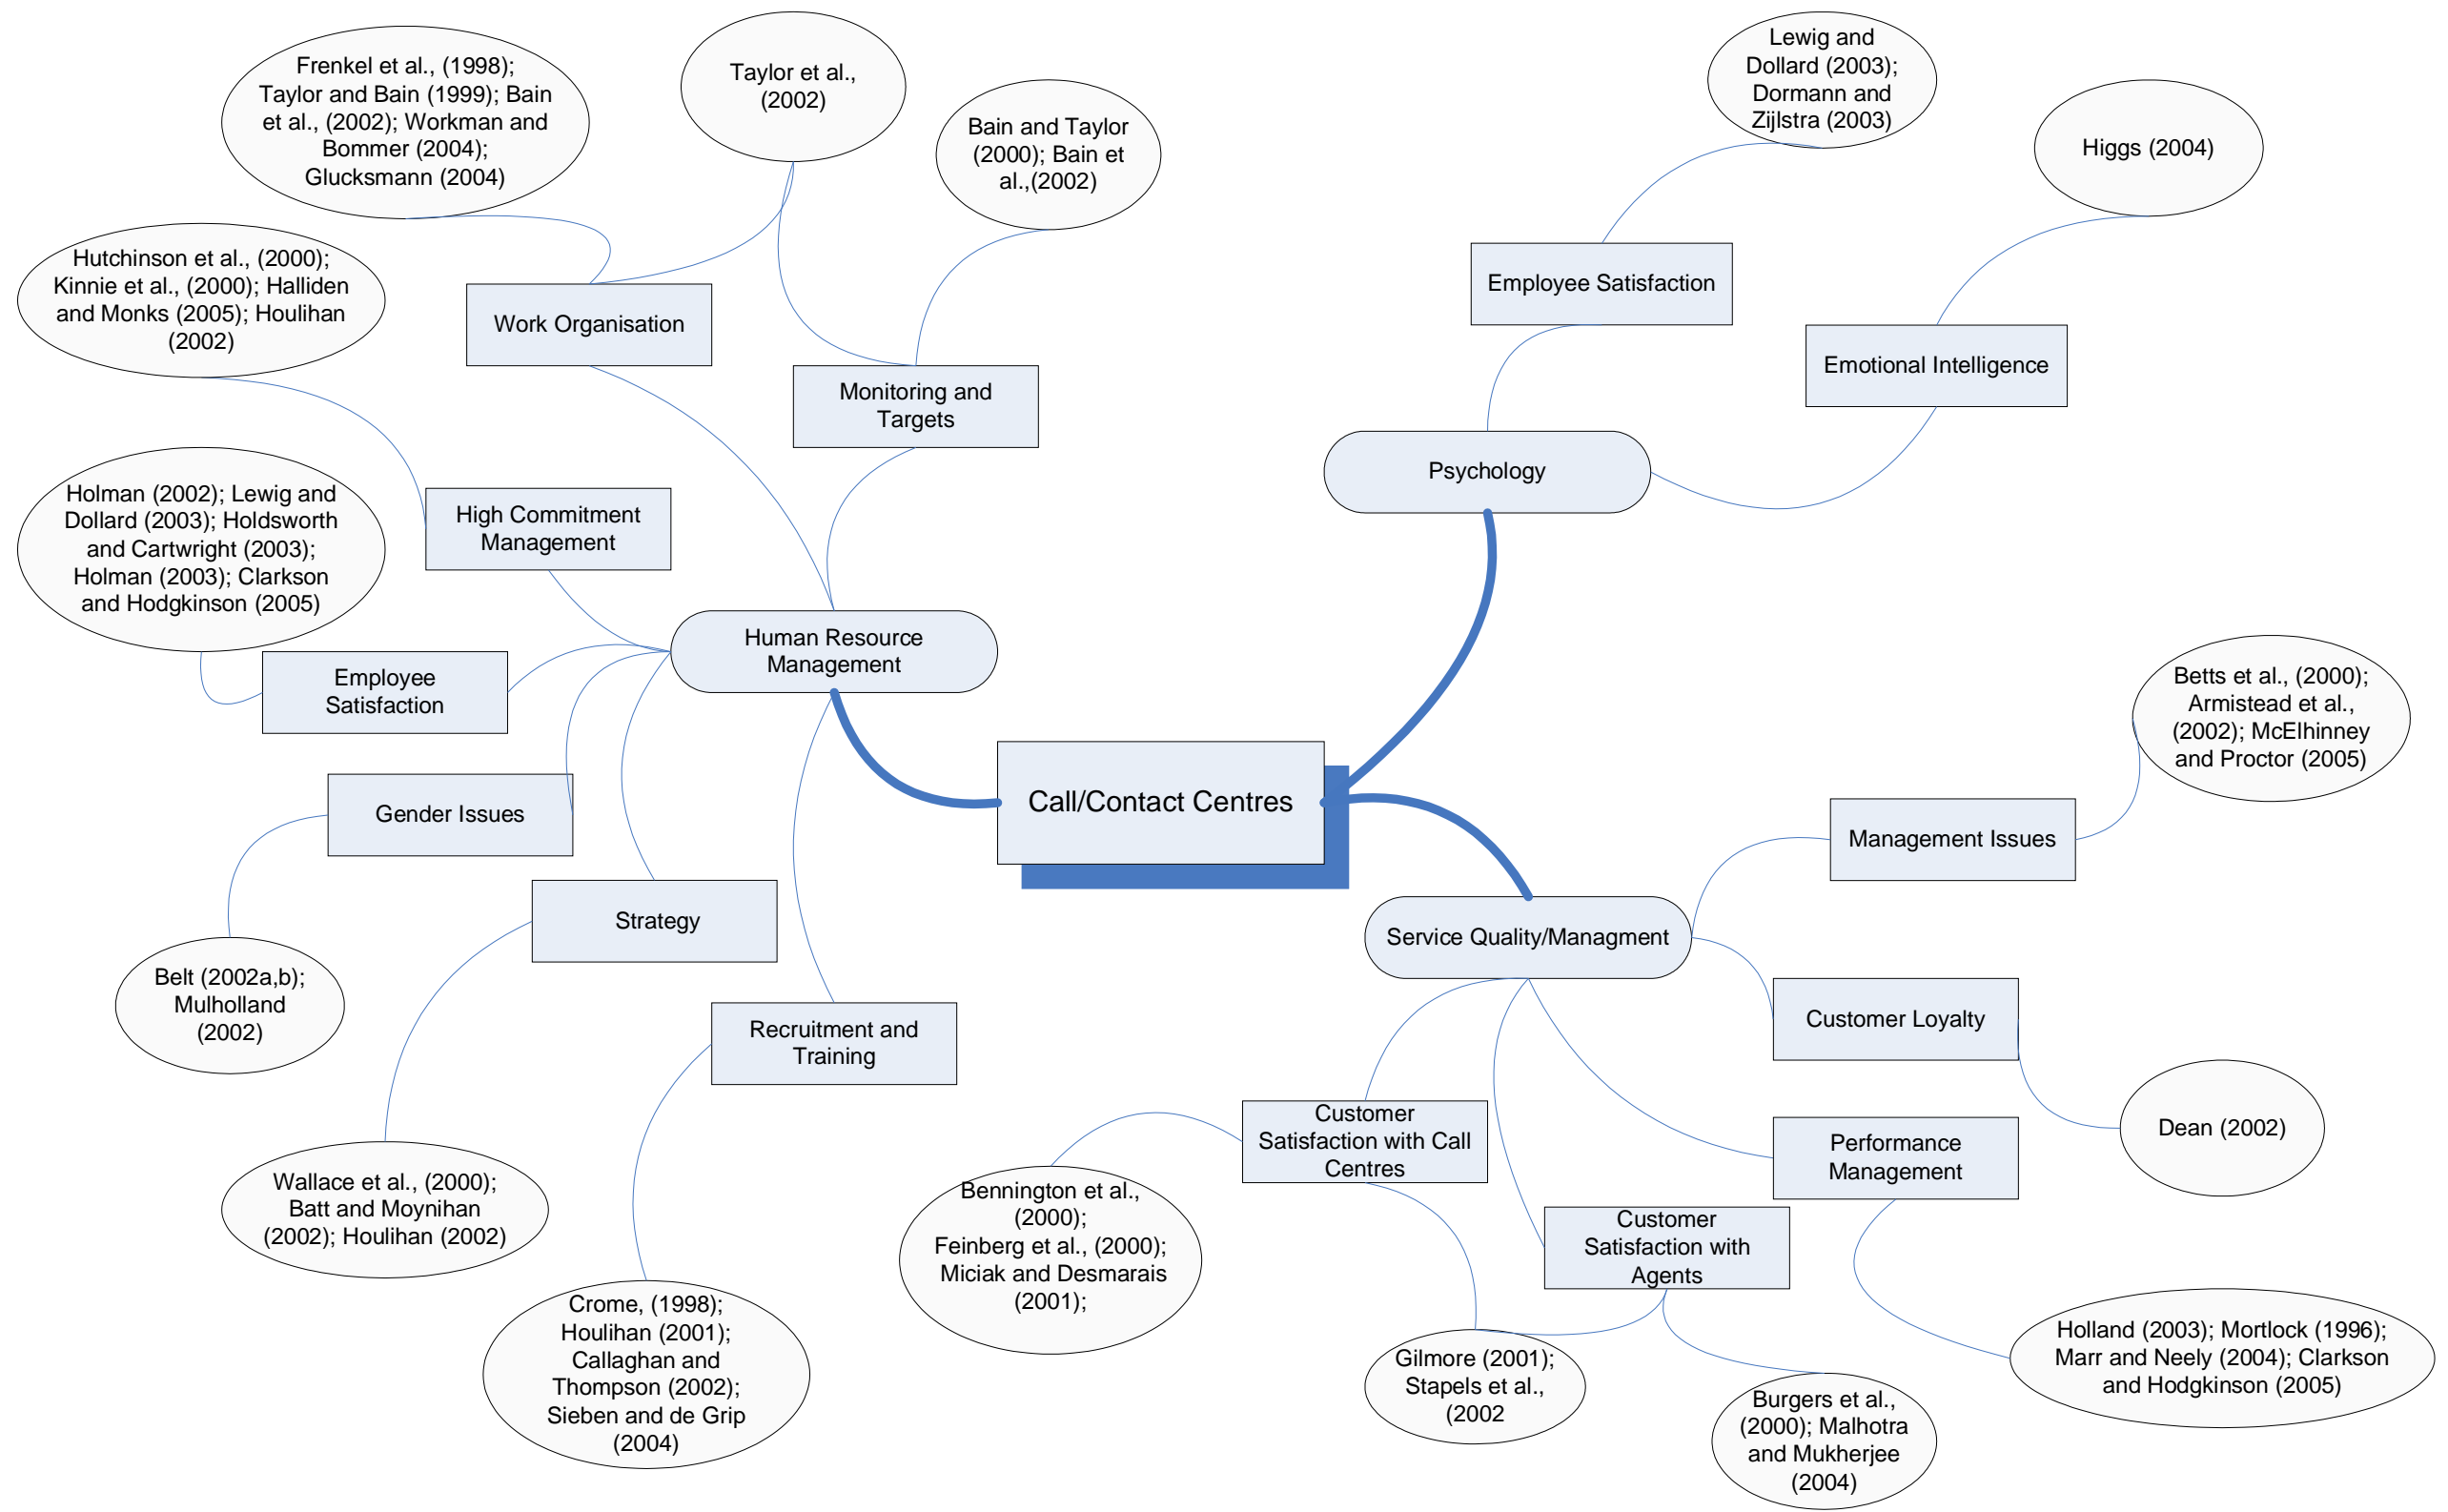 Frenkel et al., (1998);
Taylor and Bain (1999); Bain
et al., (2002); Workman and
Bommer (2004);
Glucksmann (2004)
Taylor et al.,
(2002)
Bain and Taylor
(2000); Bain et
al.,(2002)
Lewig and
Dollard (2003);
Dormann and
Zijlstra (2003)
Higgs (2004)
Hutchinson et al., (2000);
Kinnie et al., (2000); Halliden
and Monks (2005); Houlihan
(2002)
Work Organisation
Monitoring and
Targets
Employee Satisfaction
Emotional Intelligence
Psychology
Holman (2002); Lewig and
Dollard (2003); Holdsworth
and Cartwright (2003);
Holman (2003); Clarkson
and Hodgkinson (2005)
High Commitment
Management
Human Resource
Management
Employee
Satisfaction
Betts et al., (2000);
Armistead et al.,
(2002); McElhinney
and Proctor (2005)
Gender Issues
Call/Contact Centres
Management Issues
Strategy
Service Quality/Managment
Belt (2002a,b);
Mulholland
(2002)
Recruitment and
Training
Customer Loyalty
Customer
Satisfaction with Call
Centres
Performance
Management
Dean (2002)
Wallace et al., (2000);
Batt and Moynihan
(2002); Houlihan (2002)
Bennington et al.,
(2000);
Feinberg et al., (2000);
Miciak and Desmarais
(2001);
Customer
Satisfaction with
Agents
Crome, (1998);
Houlihan (2001);
Callaghan and
Thompson (2002);
Sieben and de Grip
(2004)
Gilmore (2001);
Stapels et al.,
(2002
Burgers et al.,
(2000); Malhotra
and Mukherjee
(2004)
Holland (2003); Mortlock (1996);
Marr and Neely (2004); Clarkson
and Hodgkinson (2005)